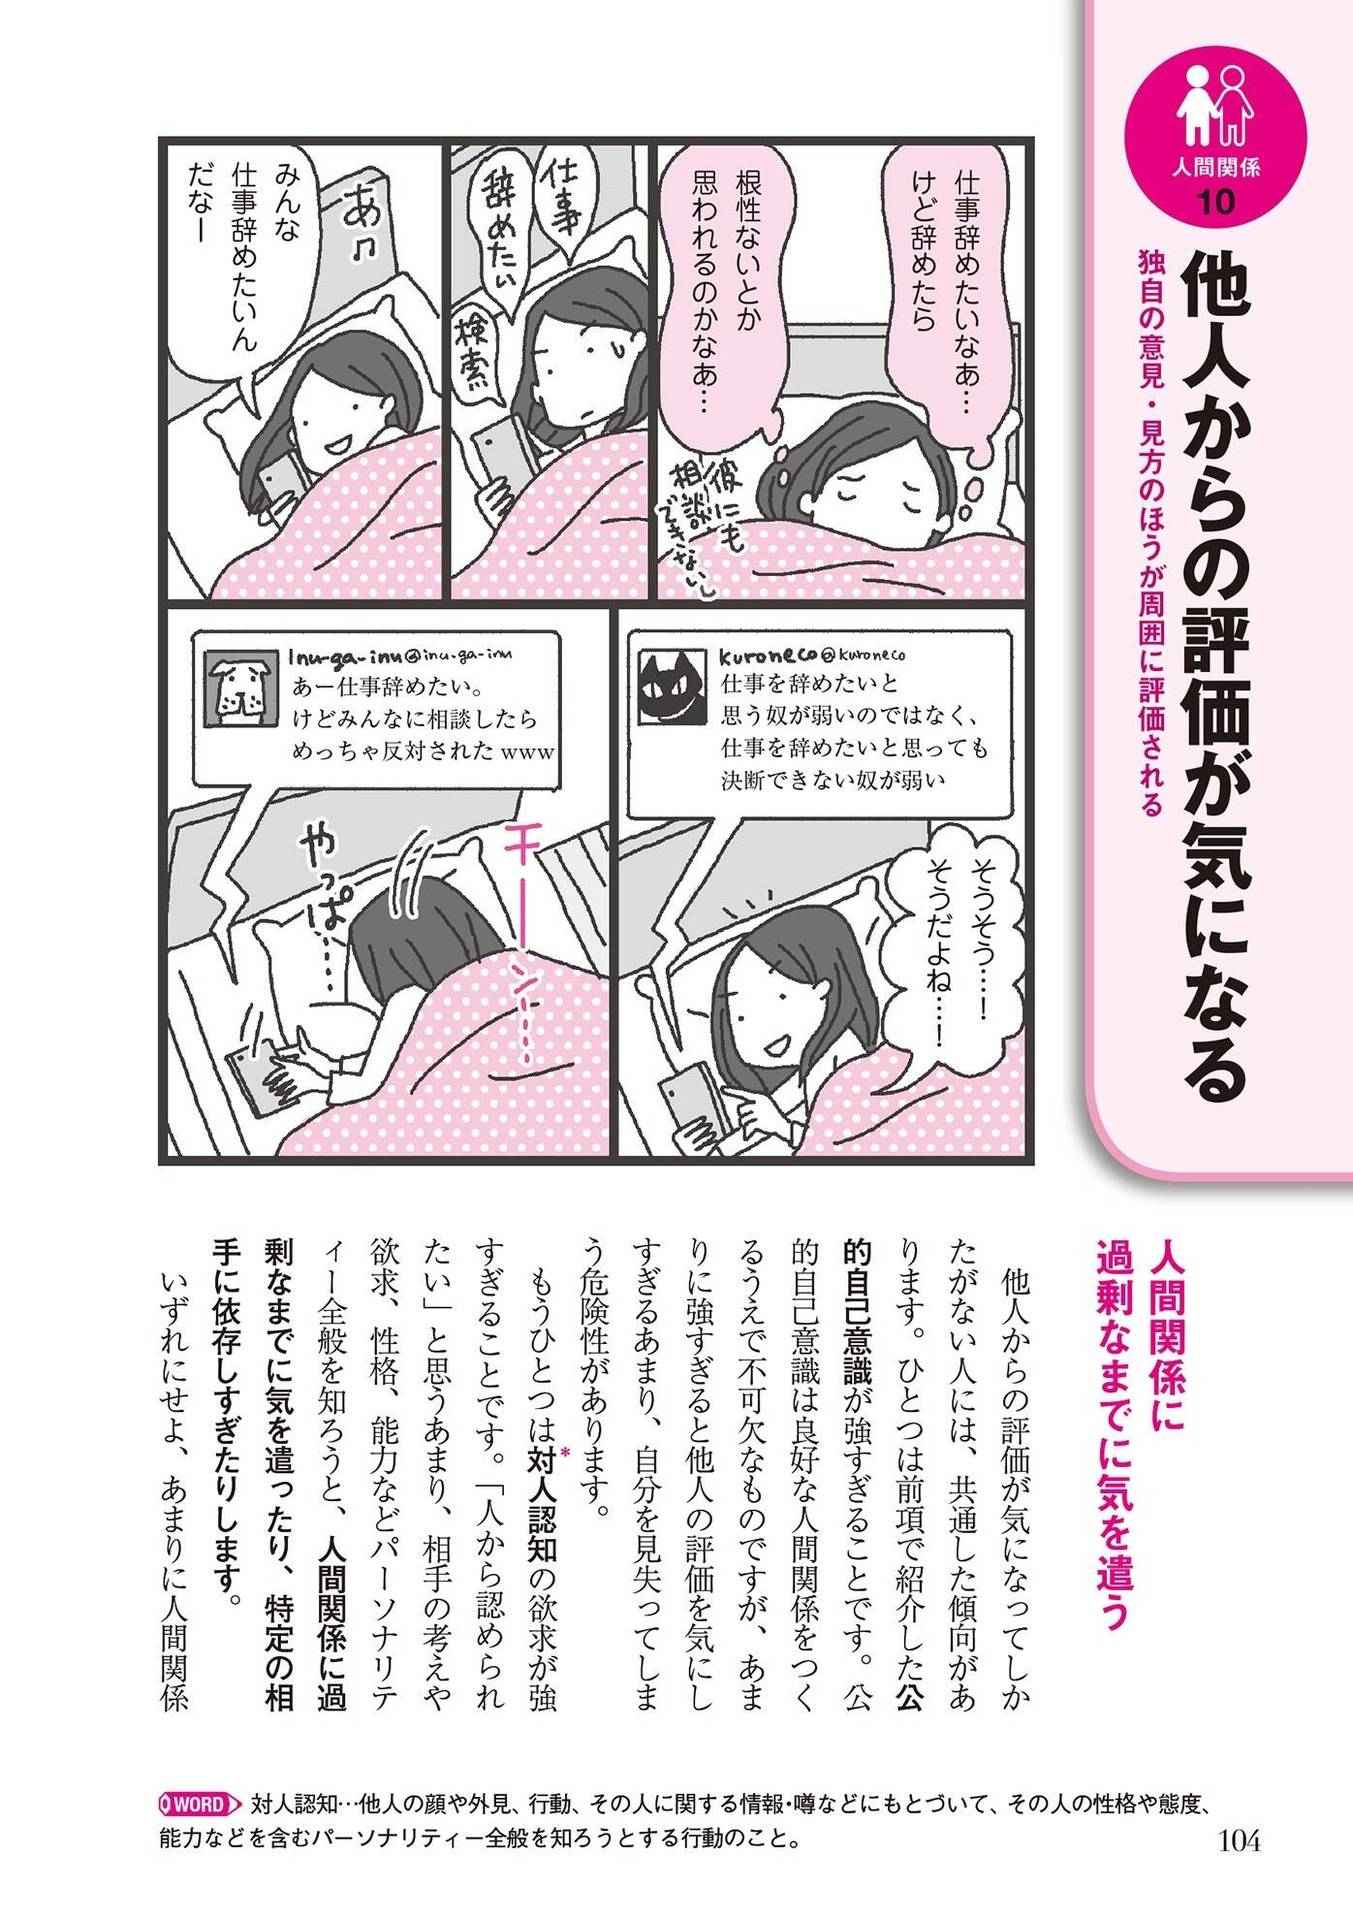 人間関係
10
他人からの評価が気になる
独自の意見・見方のほうが周囲に評価される
仕事辞めたいなあ…
けど辞めたら
根性ないとか
思われるのかなあ…
彼にも
相談
できないし
仕事
辞めたい
検索
あ♫
みんな
仕事辞めたいん
だなー
kuroneco@kuroneco
仕事を辞めたいと
思う奴が弱いのではなく、
仕事を辞めたいと思っても
決断できない奴が弱い
そうそう…!
そうだよね…!
Inu-ga-inu@inu-ga-inu
あー仕事辞めたい。
けどみんなに相談したら
めっちゃ反対された www
チーン……
やっぱ……
人間関係に
過剰なまでに気を遣う
他人からの評価が気になってしか
たがない人には、共通した傾向があ
ります。ひとつは前項で紹介した公
的自己意識が強すぎることです。公
的自己意識は良好な人間関係をつく
るうえで不可欠なものですが、あま
りに強すぎると他人の評価を気にし
すぎるあまり、自分を見失ってしま
う危険性があります。
もうひとつは対人認知*の欲求が強
すぎることです。「人から認められ
たい」と思うあまり、相手の考えや
欲求、性格、能力などパーソナリテ
ィー全般を知ろうと、人間関係に過
剰なまでに気を遣ったり、特定の相
手に依存しすぎたりします。
いずれにせよ、あまりに人間関係
WORD 対人認知…他人の顔や外見、行動、その人に関する情報・噂などにもとづいて、その人の性格や態度、
能力などを含むパーソナリティー全般を知ろうとする行動のこと。
104